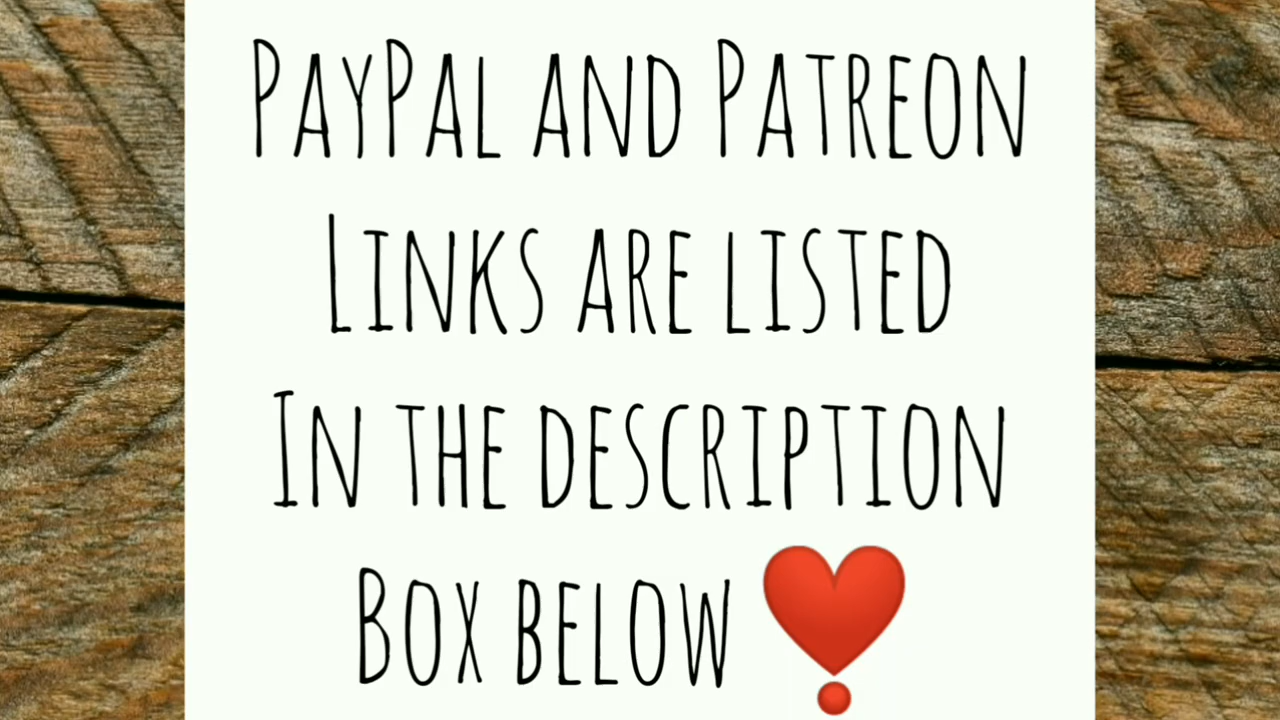 PayPal and Patreon
Links are listed
In the description
Box below ❣